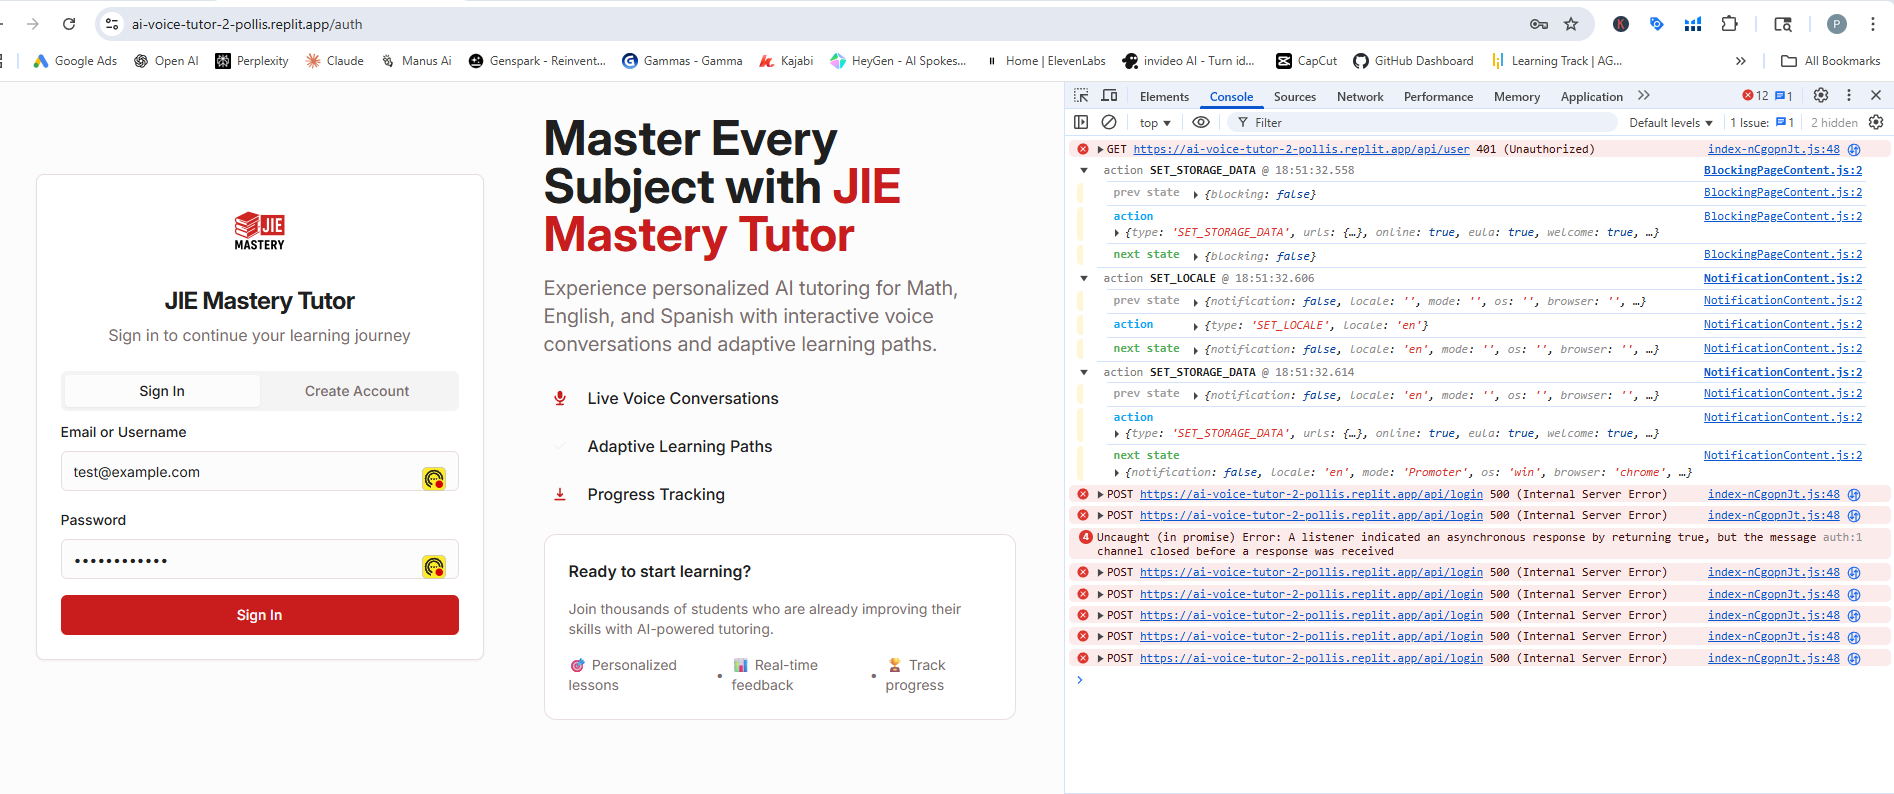 ai-voice-tutor-2-pollis.replit.app/auth
P
Google Ads
Open AI
Perplexity
Claude
Manus Ai
Genspark - Reinvent...
Gammas - Gamma
Kajabi
HeyGen - AI Spokes...
Home | ElevenLabs
invideo AI - Turn id...
CapCut
GitHub Dashboard
Learning Track | AG...
»
All Bookmarks
JIE
MASTERY
JIE Mastery Tutor
Sign in to continue your learning journey
Sign In
Create Account
Email or Username
test@example.com
Password
••••••••••••
Sign In
Master Every
Subject with JIE
Mastery Tutor
Experience personalized AI tutoring for Math,
English, and Spanish with interactive voice
conversations and adaptive learning paths.
Live Voice Conversations
Adaptive Learning Paths
Progress Tracking
Ready to start learning?
Join thousands of students who are already improving their
skills with AI-powered tutoring.
🎯 Personalized
lessons
• 📊 Real-time
feedback
• 🏆 Track
progress
Elements
Console
Sources
Network
Performance
Memory
Application
»
12
1
top
Filter
Default levels
1 Issue: 1
2 hidden
GET https://ai-voice-tutor-2-pollis.replit.app/api/user 401 (Unauthorized) index-nCgopnJt.js:48
action SET_STORAGE_DATA @ 18:51:32.558 BlockingPageContent.js:2
prev state {blocking: false} BlockingPageContent.js:2
action BlockingPageContent.js:2
{type: 'SET_STORAGE_DATA', urls: {…}, online: true, eula: true, welcome: true, …}
next state {blocking: false} BlockingPageContent.js:2
action SET_LOCALE @ 18:51:32.606 NotificationContent.js:2
prev state {notification: false, locale: '', mode: '', os: '', browser: '', …} NotificationContent.js:2
action {type: 'SET_LOCALE', locale: 'en'} NotificationContent.js:2
next state {notification: false, locale: 'en', mode: '', os: '', browser: '', …} NotificationContent.js:2
action SET_STORAGE_DATA @ 18:51:32.614 NotificationContent.js:2
prev state {notification: false, locale: 'en', mode: '', os: '', browser: '', …} NotificationContent.js:2
action NotificationContent.js:2
{type: 'SET_STORAGE_DATA', urls: {…}, online: true, eula: true, welcome: true, …}
next state NotificationContent.js:2
{notification: false, locale: 'en', mode: 'Promoter', os: 'win', browser: 'chrome', …}
POST https://ai-voice-tutor-2-pollis.replit.app/api/login 500 (Internal Server Error) index-nCgopnJt.js:48
POST https://ai-voice-tutor-2-pollis.replit.app/api/login 500 (Internal Server Error) index-nCgopnJt.js:48
4 Uncaught (in promise) Error: A listener indicated an asynchronous response by returning true, but the message auth:1
channel closed before a response was received
POST https://ai-voice-tutor-2-pollis.replit.app/api/login 500 (Internal Server Error) index-nCgopnJt.js:48
POST https://ai-voice-tutor-2-pollis.replit.app/api/login 500 (Internal Server Error) index-nCgopnJt.js:48
POST https://ai-voice-tutor-2-pollis.replit.app/api/login 500 (Internal Server Error) index-nCgopnJt.js:48
POST https://ai-voice-tutor-2-pollis.replit.app/api/login 500 (Internal Server Error) index-nCgopnJt.js:48
POST https://ai-voice-tutor-2-pollis.replit.app/api/login 500 (Internal Server Error) index-nCgopnJt.js:48